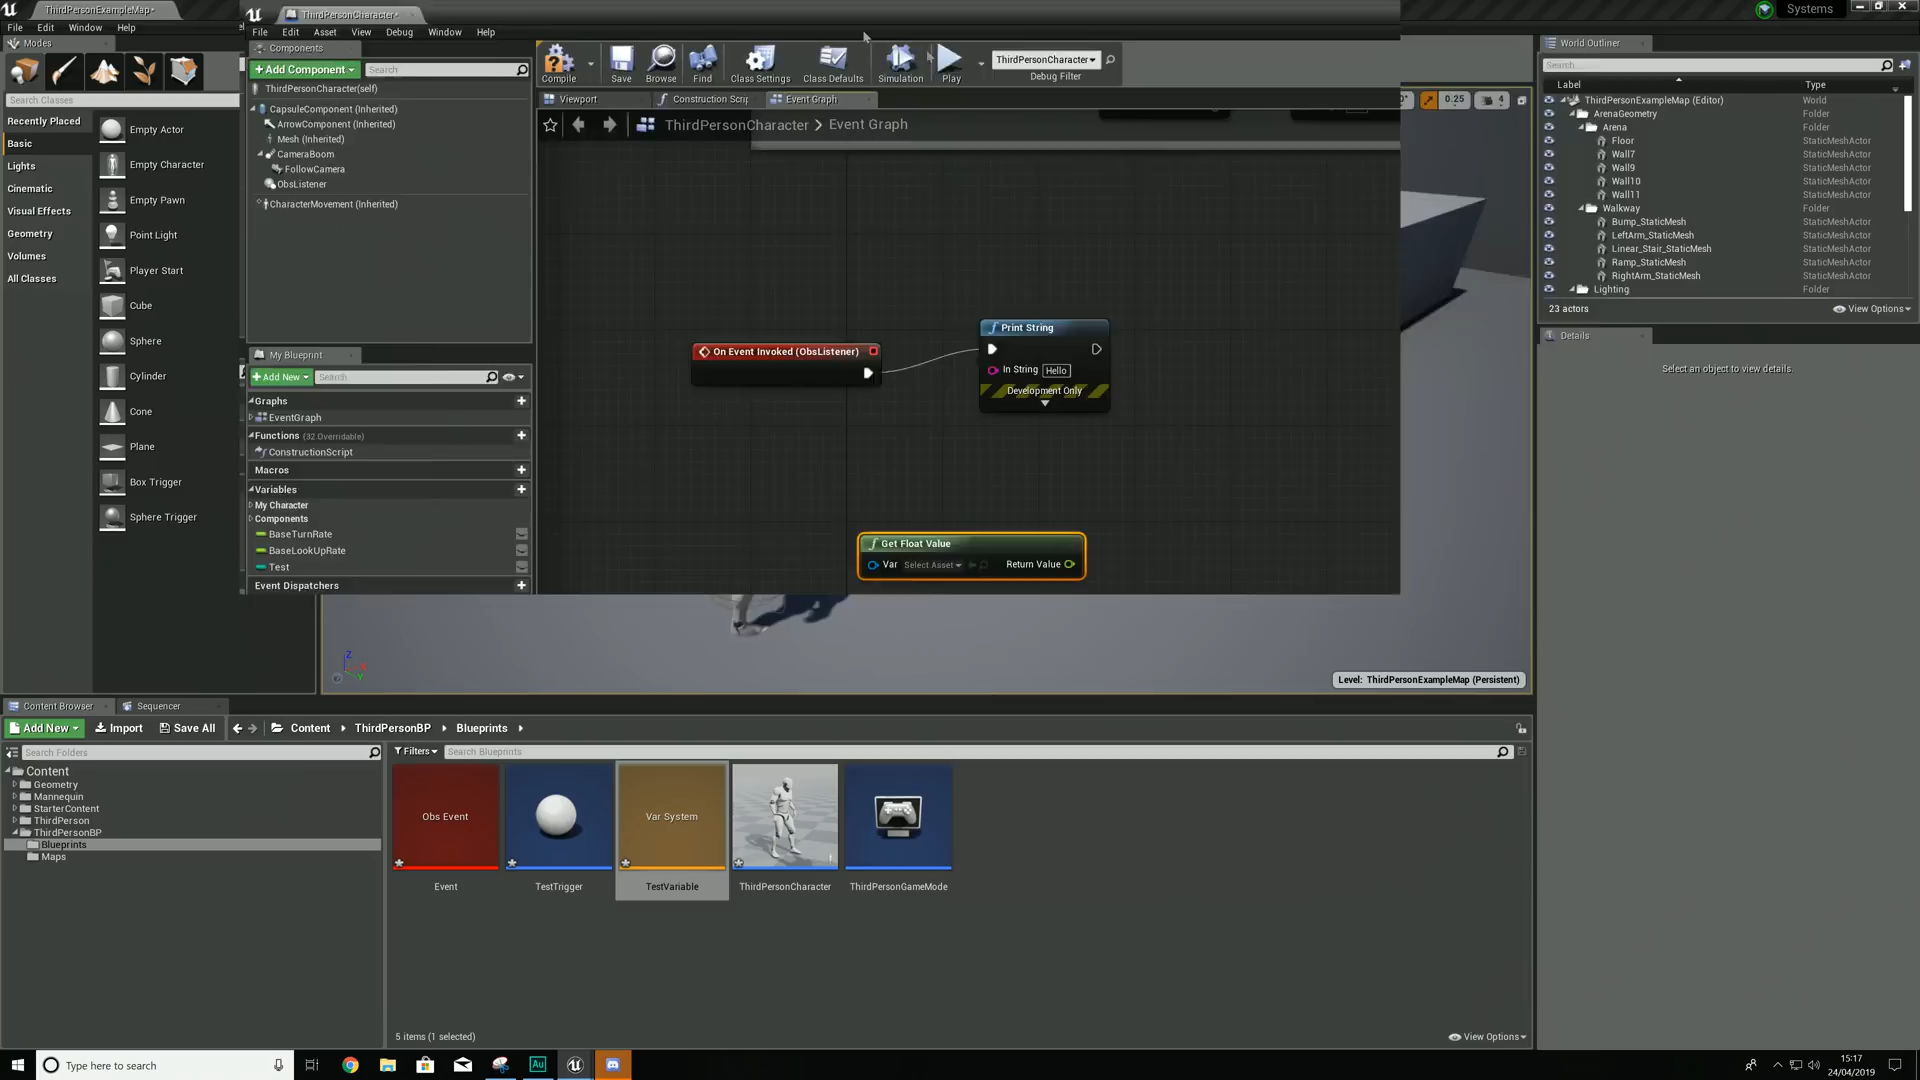 ThirdPersonExampleMap*
File Edit Window Help
Modes
Search Classes
Recently Placed
Basic
Lights
Cinematic
Visual Effects
Geometry
Volumes
All Classes
Empty Actor
Empty Character
Empty Pawn
Point Light
Player Start
Cube
Sphere
Cylinder
Cone
Plane
Box Trigger
Sphere Trigger
ThirdPersonCharacter*
File Edit Asset View Debug Window Help
Components
+Add Component
Search
ThirdPersonCharacter(self)
CapsuleComponent (Inherited)
ArrowComponent (Inherited)
Mesh (Inherited)
CameraBoom
FollowCamera
ObsListener
CharacterMovement (Inherited)
My Blueprint
+Add New
Search
Graphs
EventGraph
Functions (32 Overridable)
ConstructionScript
Macros
Variables
My Character
Components
BaseTurnRate
BaseLookUpRate
Test
Event Dispatchers
Compile Save Browse Find Class Settings Class Defaults Simulation Play
ThirdPersonCharacter
Debug Filter
Viewport
Construction Scrip
Event Graph
ThirdPersonCharacter > Event Graph
On Event Invoked (ObsListener)
Print String
In String Hello
Development Only
Get Float Value
Var Select Asset Return Value
0.25 4
Level: ThirdPersonExampleMap (Persistent)
Systems
World Outliner
Search...
Label Type
ThirdPersonExampleMap (Editor) World
ArenaGeometry Folder
Arena Folder
Floor StaticMeshActor
Wall7 StaticMeshActor
Wall9 StaticMeshActor
Wall10 StaticMeshActor
Wall11 StaticMeshActor
Walkway Folder
Bump_StaticMesh StaticMeshActor
LeftArm_StaticMesh StaticMeshActor
Linear_Stair_StaticMesh StaticMeshActor
Ramp_StaticMesh StaticMeshActor
RightArm_StaticMesh StaticMeshActor
Lighting Folder
23 actors
View Options
Details
Select an object to view details.
Content Browser Sequencer
Add New Import Save All Content ThirdPersonBP Blueprints
Search Folders
Content
Geometry
Mannequin
StarterContent
ThirdPerson
ThirdPersonBP
Blueprints
Maps
Filters Search Blueprints
Obs Event
Var System
Event TestTrigger TestVariable ThirdPersonCharacter ThirdPersonGameMode
5 items (1 selected)
View Options
Type here to search
Au
15:17
24/04/2019